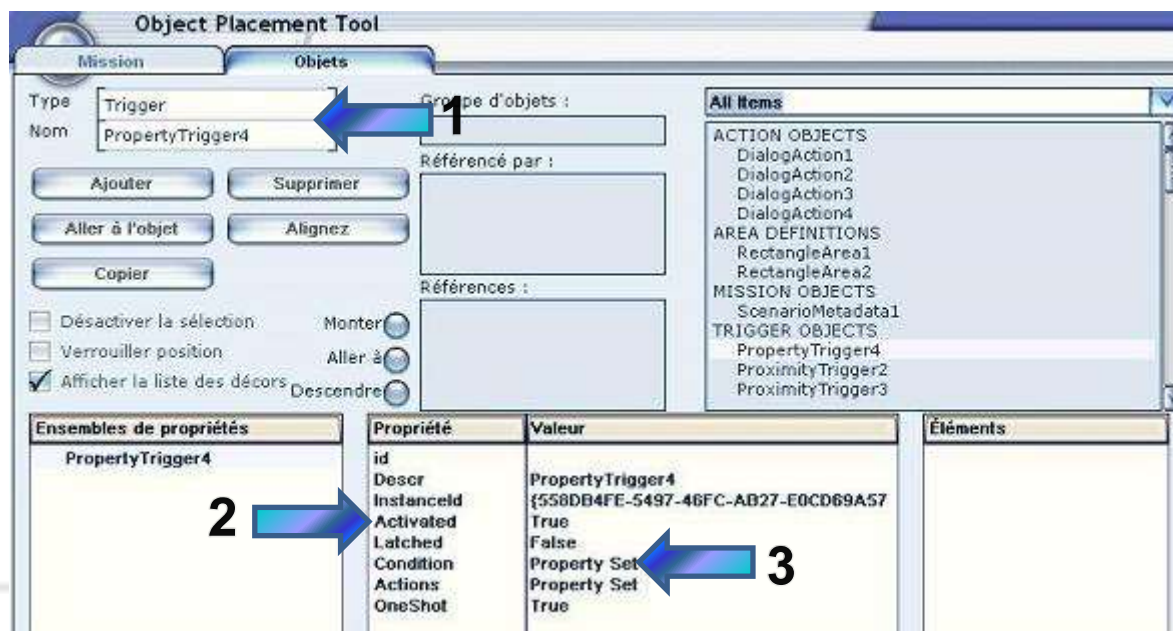 Object Placement Tool
Mission
Objets
Type
Trigger
Nom
PropertyTrigger4
1
Ajouter
Supprimer
Aller à l'objet
Alignez
Copier
Désactiver la sélection
Verrouiller position
Afficher la liste des décors
Monter
Aller à
Descendre
d'objets :
Référencé par :
Références :
All Items
ACTION OBJECTS
DialogAction1
DialogAction2
DialogAction3
DialogAction4
AREA DEFINITIONS
RectangleArea1
RectangleArea2
MISSION OBJECTS
ScenarioMetadata1
TRIGGER OBJECTS
PropertyTrigger4
ProximityTrigger2
ProximityTrigger3
Ensembles de propriétés
PropertyTrigger4
2
Propriété Valeur
id
Descr PropertyTrigger4
InstanceId {558DB4FE-5497-46FC-AB27-E0CD69A57
Activated True
Latched False
Condition Property Set
Actions Property Set
OneShot True
3
Éléments